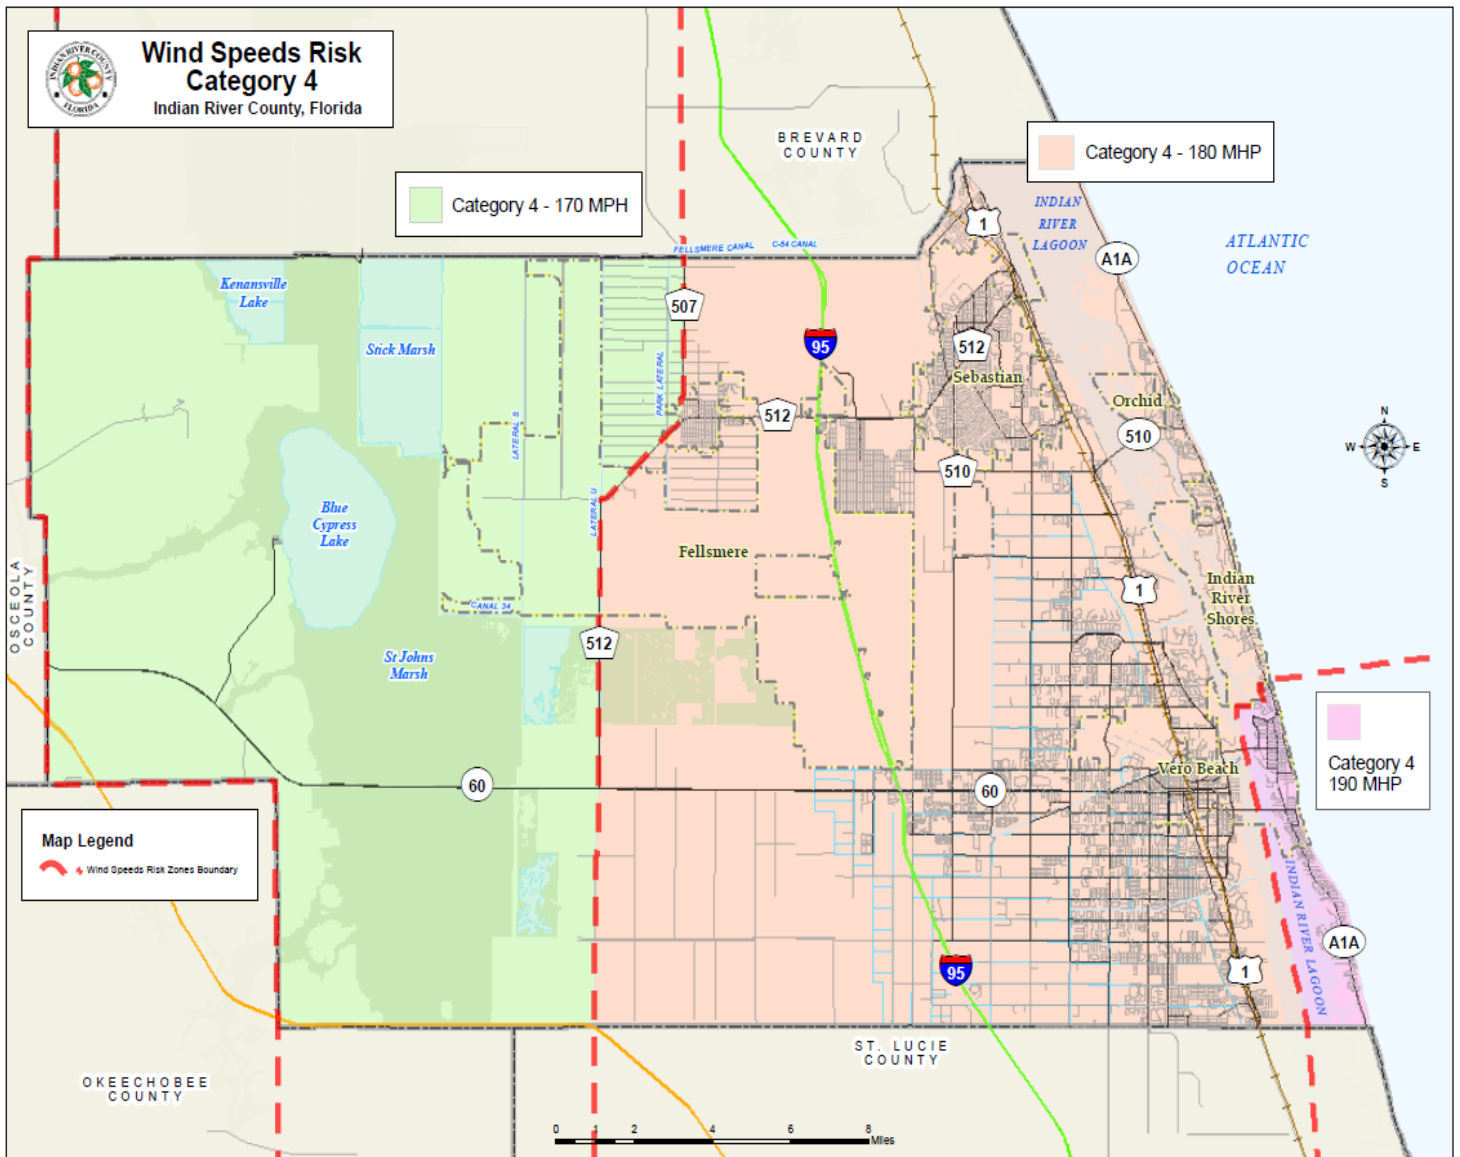 Wind Speeds Risk
Category 4
Indian River County, Florida
INDIAN RIVER COUNTY
FLORIDA
BREVARD
COUNTY
Category 4 - 180 MHP
Category 4 - 170 MPH
INDIAN
RIVER
LAGOON
1
A1A
ATLANTIC
OCEAN
FELLSMERE CANAL
C-54 CANAL
Kenansville
Lake
507
95
Stick Marsh
512
Sebastian
PARK LATERAL
Orchid
512
LATERAL S
510
510
N
W
E
S
Blue
Cypress
Lake
LATERAL U
Fellsmere
OSCEOLA
COUNTY
Indian
River
Shores
1
CANAL 34
512
St Johns
Marsh
Category 4
190 MHP
Vero Beach
60
60
Map Legend
Wind Speeds Risk Zones Boundary
INDIAN RIVER LAGOON
A1A
95
1
ST. LUCIE
COUNTY
OKEECHOBEE
COUNTY
0 1 2 4 6 8
Miles